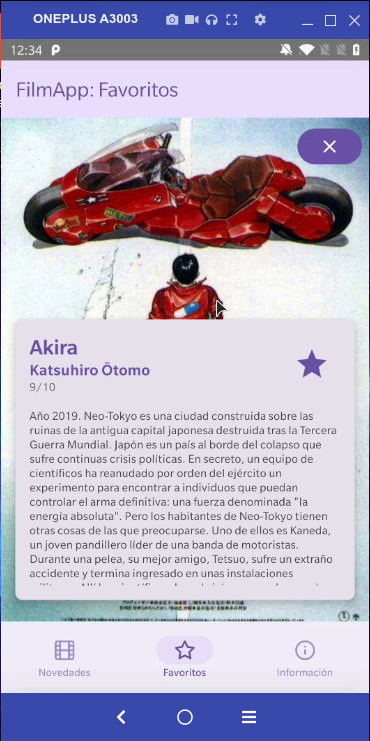 ONEPLUS A3003
12:34
FilmApp: Favoritos
Akira
Katsuhiro Ōtomo
9/10
Año 2019. Neo-Tokyo es una ciudad construida sobre las
ruinas de la antigua capital japonesa destruida tras la Tercera
Guerra Mundial. Japón es un país al borde del colapso que
sufre continuas crisis políticas. En secreto, un equipo de
científicos ha reanudado por orden del ejército un
experimento para encontrar a individuos que puedan
controlar el arma definitiva: una fuerza denominada "la
energía absoluta". Pero los habitantes de Neo-Tokyo tienen
otras cosas de las que preocuparse. Uno de ellos es Kaneda,
un joven pandillero líder de una banda de motoristas.
Durante una pelea, su mejor amigo, Tetsuo, sufre un extraño
accidente y termina ingresado en unas instalaciones
Novedades
Favoritos
Información